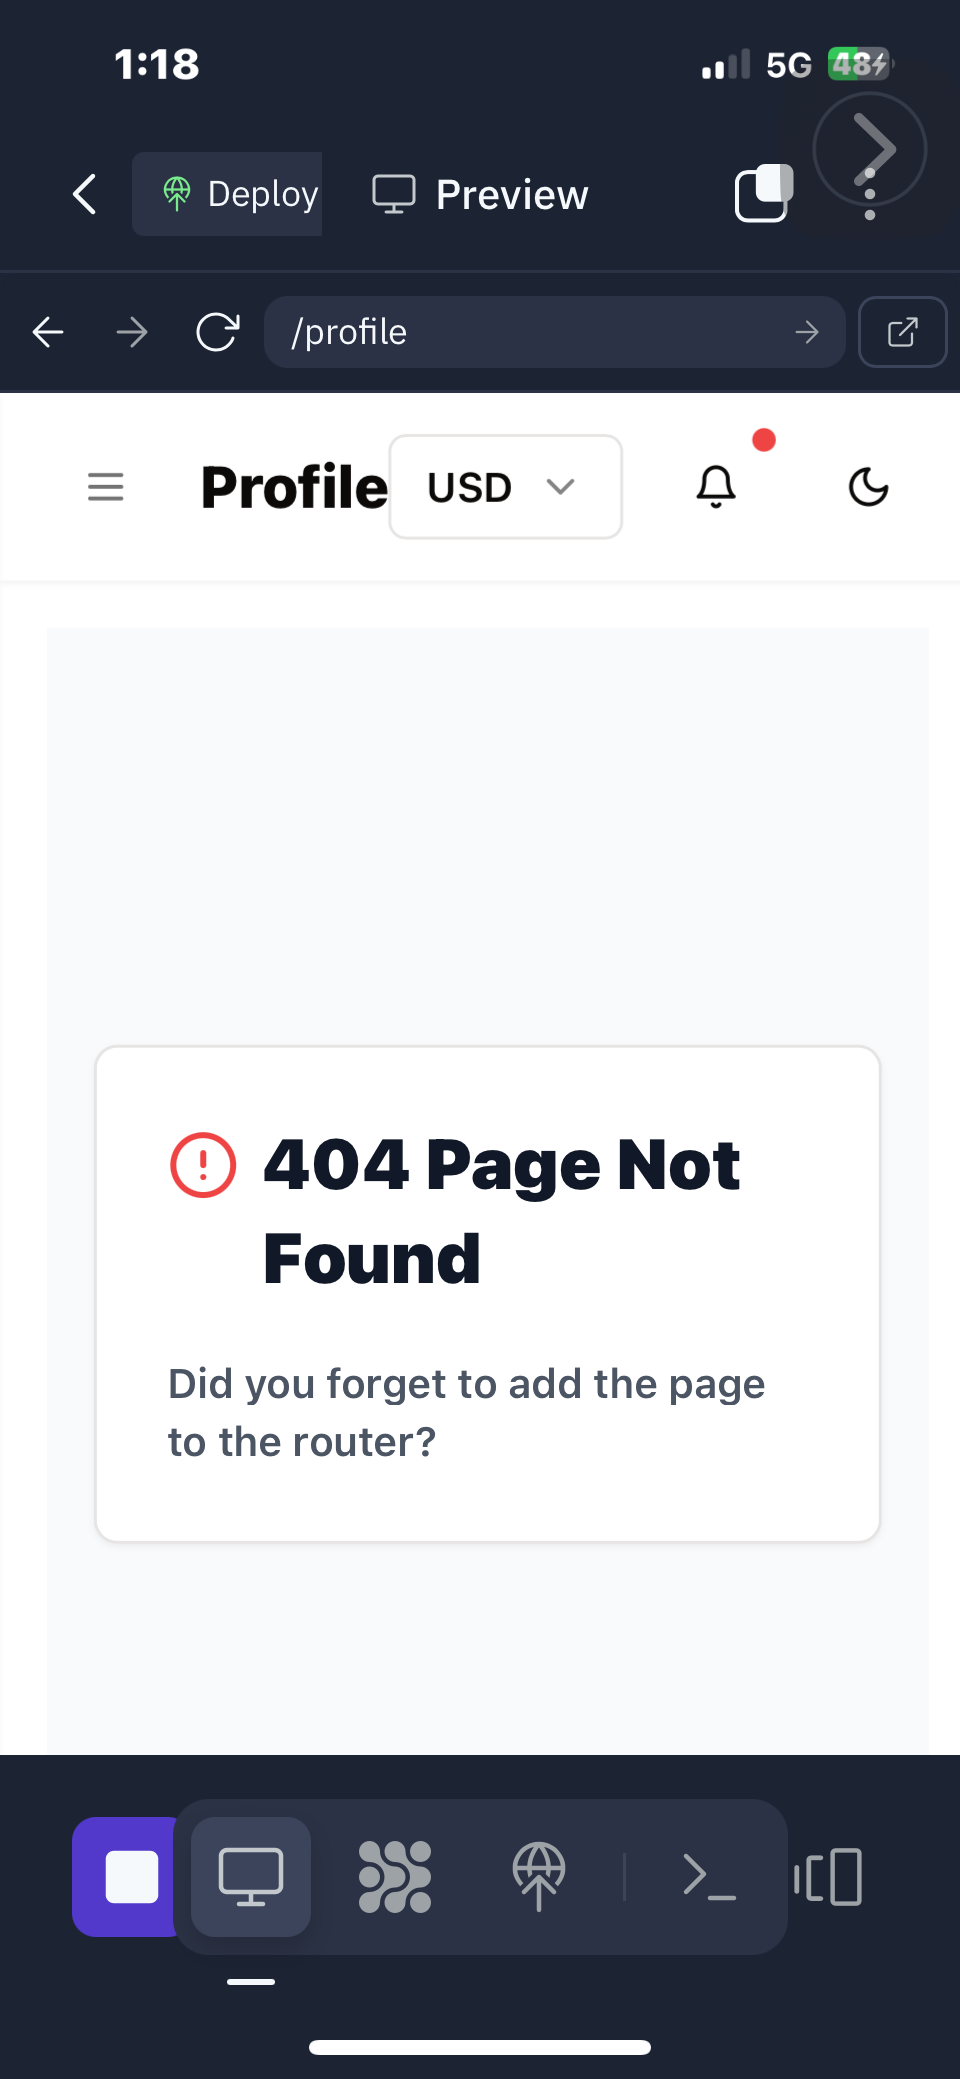 1:18
5G
48
Deploy
Preview
/profile
Profile
USD
404 Page Not
Found
Did you forget to add the page
to the router?